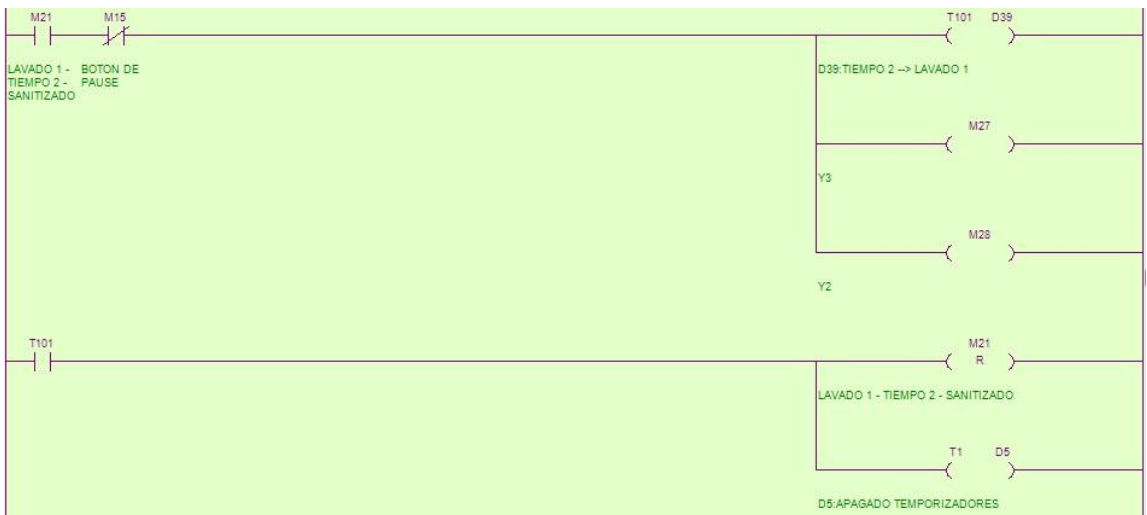 M21 M15 T101 D39
LAVADO 1 - BOTON DE
TIEMPO 2 - PAUSE
SANITIZADO
D39:TIEMPO 2 --> LAVADO 1
M27
Y3
M28
Y2
T101 M21
R
LAVADO 1 - TIEMPO 2 - SANITIZADO
T1 D5
D5:APAGADO TEMPORIZADORES